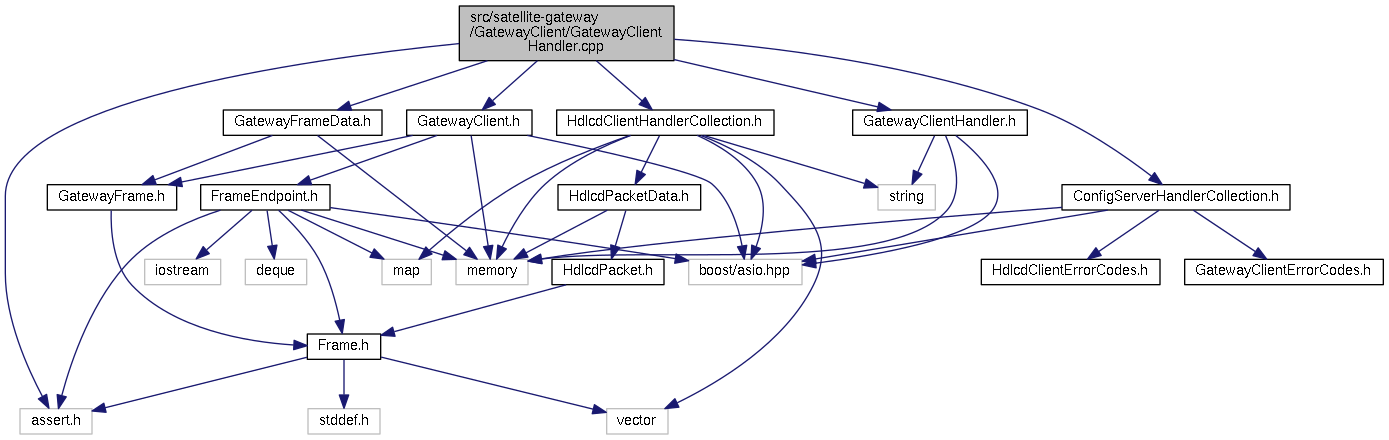 src/satellite-gateway
/GatewayClient/GatewayClient
Handler.cpp
GatewayFrameData.h
GatewayClient.h
HdlcdClientHandlerCollection.h
GatewayClientHandler.h
GatewayFrame.h
FrameEndpoint.h
HdlcdPacketData.h
string
ConfigServerHandlerCollection.h
iostream
deque
map
memory
HdlcdPacket.h
boost/asio.hpp
HdlcdClientErrorCodes.h
GatewayClientErrorCodes.h
Frame.h
assert.h
stddef.h
vector